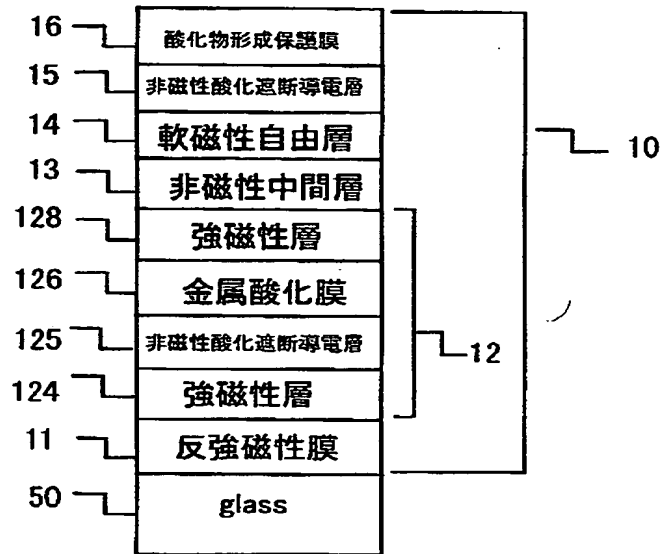 16 酸化物形成保護膜
15 非磁性酸化遮断導電層
14 軟磁性自由層
10
13 非磁性中間層
128 強磁性層
126 金属酸化膜
125 非磁性酸化遮断導電層
12
124 強磁性層
11 反強磁性膜
50 glass